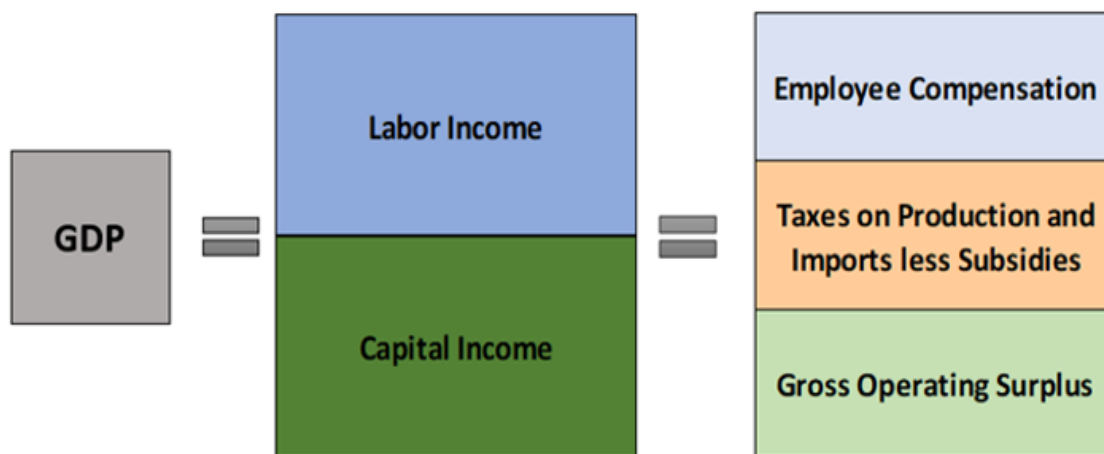 GDP
Labor Income
Capital Income
Employee Compensation
Taxes on Production and
Imports less Subsidies
Gross Operating Surplus